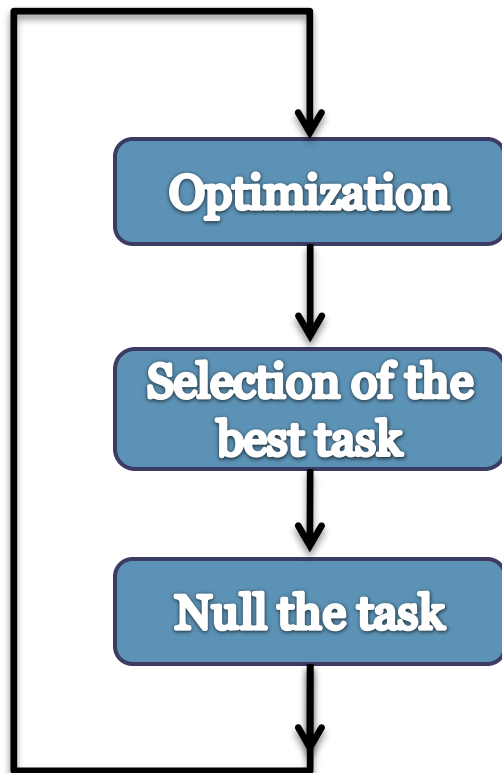 Optimization
Selection of the
best task
Null the task